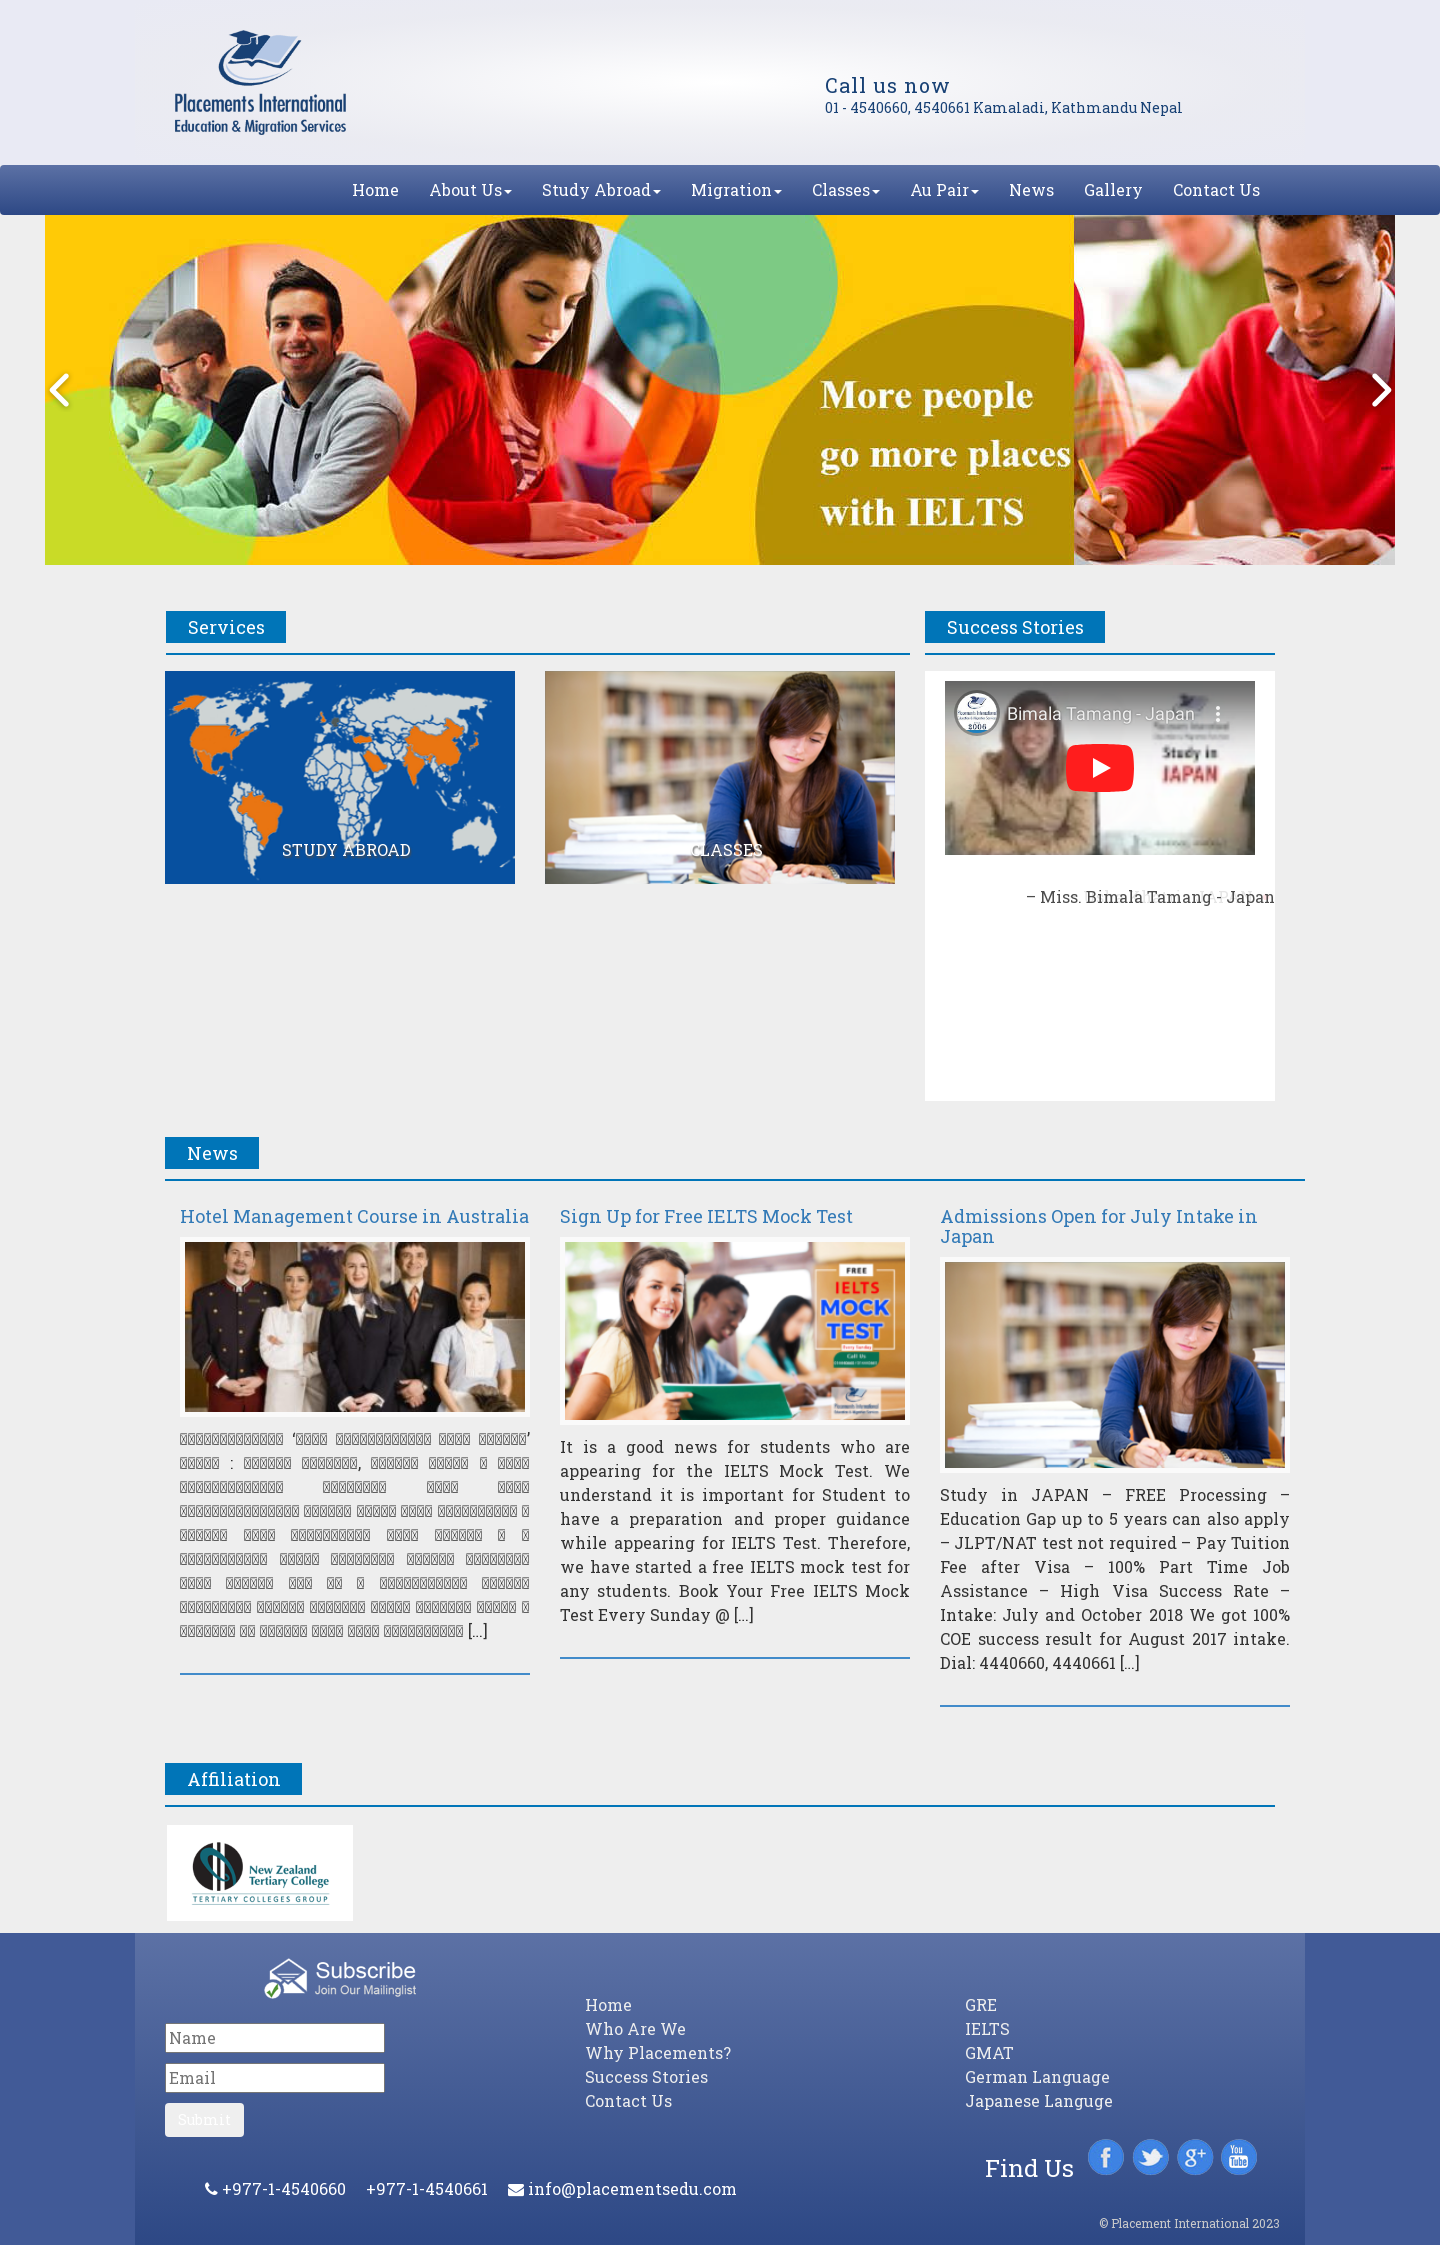 Placements International
Education & Migration Services
Call us now
01 - 4540660, 4540661 Kamaladi, Kathmandu Nepal
Home About Us Study Abroad Migration Classes Au Pair News Gallery Contact Us
More people
go more places
with IELTS
Services
Success Stories
STUDY ABROAD
CLASSES
Bimala Tamang - Japan
2006
Study in
JAPAN
– Miss. Bimala Tamang - Japan
News
Hotel Management Course in Australia
[…]
Sign Up for Free IELTS Mock Test
FREE
IELTS
MOCK
TEST
Every Sunday
Call Us
Placements International
It is a good news for students who are
appearing for the IELTS Mock Test. We
understand it is important for Student to
have a preparation and proper guidance
while appearing for IELTS Test. Therefore,
we have started a free IELTS mock test for
any students. Book Your Free IELTS Mock
Test Every Sunday @ […]
Admissions Open for July Intake in
Japan
Study in JAPAN – FREE Processing –
Education Gap up to 5 years can also apply
– JLPT/NAT test not required – Pay Tuition
Fee after Visa – 100% Part Time Job
Assistance – High Visa Success Rate –
Intake: July and October 2018 We got 100%
COE success result for August 2017 intake.
Dial: 4440660, 4440661 […]
Affiliation
New Zealand
Tertiary College
TERTIARY COLLEGES GROUP
Subscribe
Join Our Mailinglist
Name
Email
Submit
Home
Who Are We
Why Placements?
Success Stories
Contact Us
GRE
IELTS
GMAT
German Language
Japanese Languge
Find Us
You
Tube
+977-1-4540660 +977-1-4540661 info@placementsedu.com
© Placement International 2023